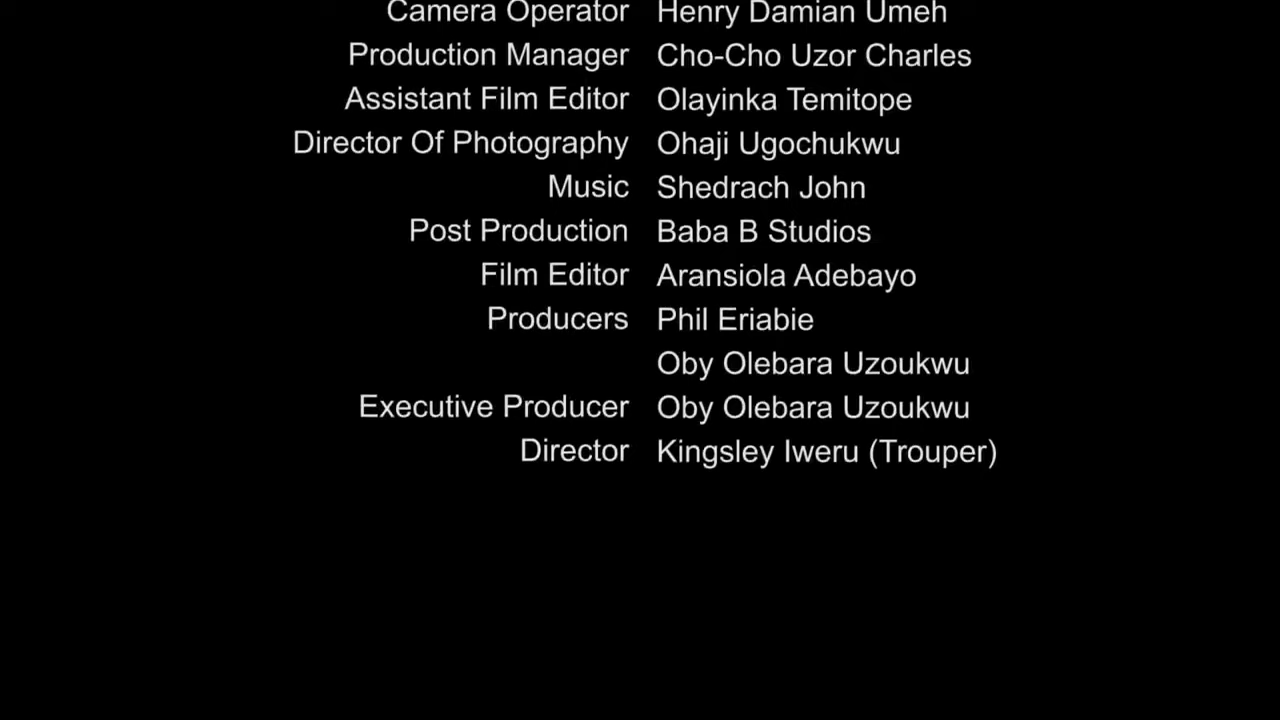 Camera Operator Henry Damian Umeh
Production Manager Cho-Cho Uzor Charles
Assistant Film Editor Olayinka Temitope
Director Of Photography Ohaji Ugochukwu
Music Shedrach John
Post Production Baba B Studios
Film Editor Aransiola Adebayo
Producers Phil Eriabie
Oby Olebara Uzoukwu
Executive Producer Oby Olebara Uzoukwu
Director Kingsley Iweru (Trouper)